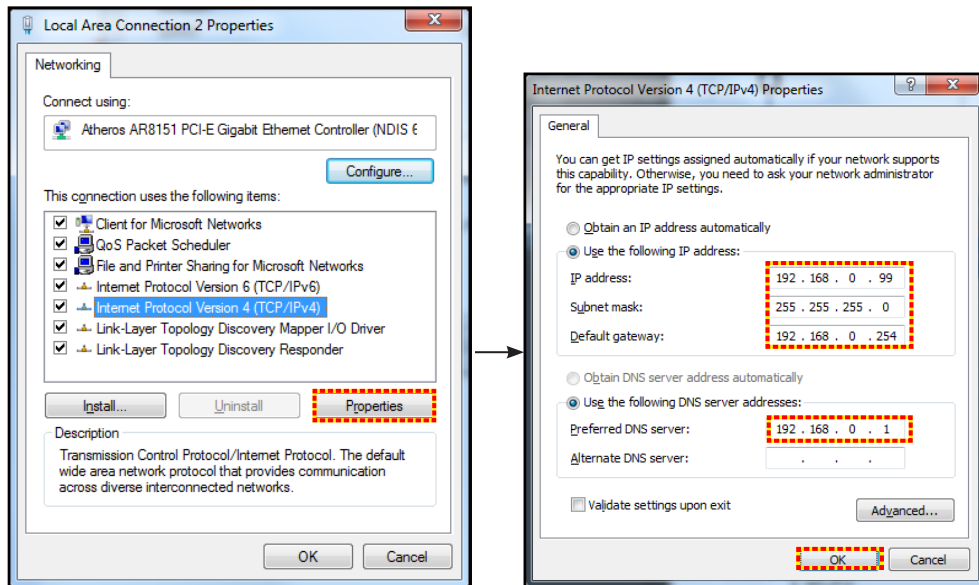 Local Area Connection 2 Properties
Networking
Connect using:
Atheros AR8151 PCI-E Gigabit Ethernet Controller (NDIS 6
Configure...
This connection uses the following items:
Client for Microsoft Networks
QoS Packet Scheduler
File and Printer Sharing for Microsoft Networks
Internet Protocol Version 6 (TCP/IPv6)
Internet Protocol Version 4 (TCP/IPv4)
Link-Layer Topology Discovery Mapper I/O Driver
Link-Layer Topology Discovery Responder
Install...
Uninstall
Properties
Description
Transmission Control Protocol/Internet Protocol. The default
wide area network protocol that provides communication
across diverse interconnected networks.
OK
Cancel
Internet Protocol Version 4 (TCP/IPv4) Properties
?
General
You can get IP settings assigned automatically if your network supports
this capability. Otherwise, you need to ask your network administrator
for the appropriate IP settings.
Obtain an IP address automatically
Use the following IP address:
IP address: 192 . 168 . 0 . 99
Subnet mask: 255 . 255 . 255 . 0
Default gateway: 192 . 168 . 0 . 254
Obtain DNS server address automatically
Use the following DNS server addresses:
Preferred DNS server: 192 . 168 . 0 . 1
Alternate DNS server: . . .
Validate settings upon exit
Advanced...
OK
Cancel